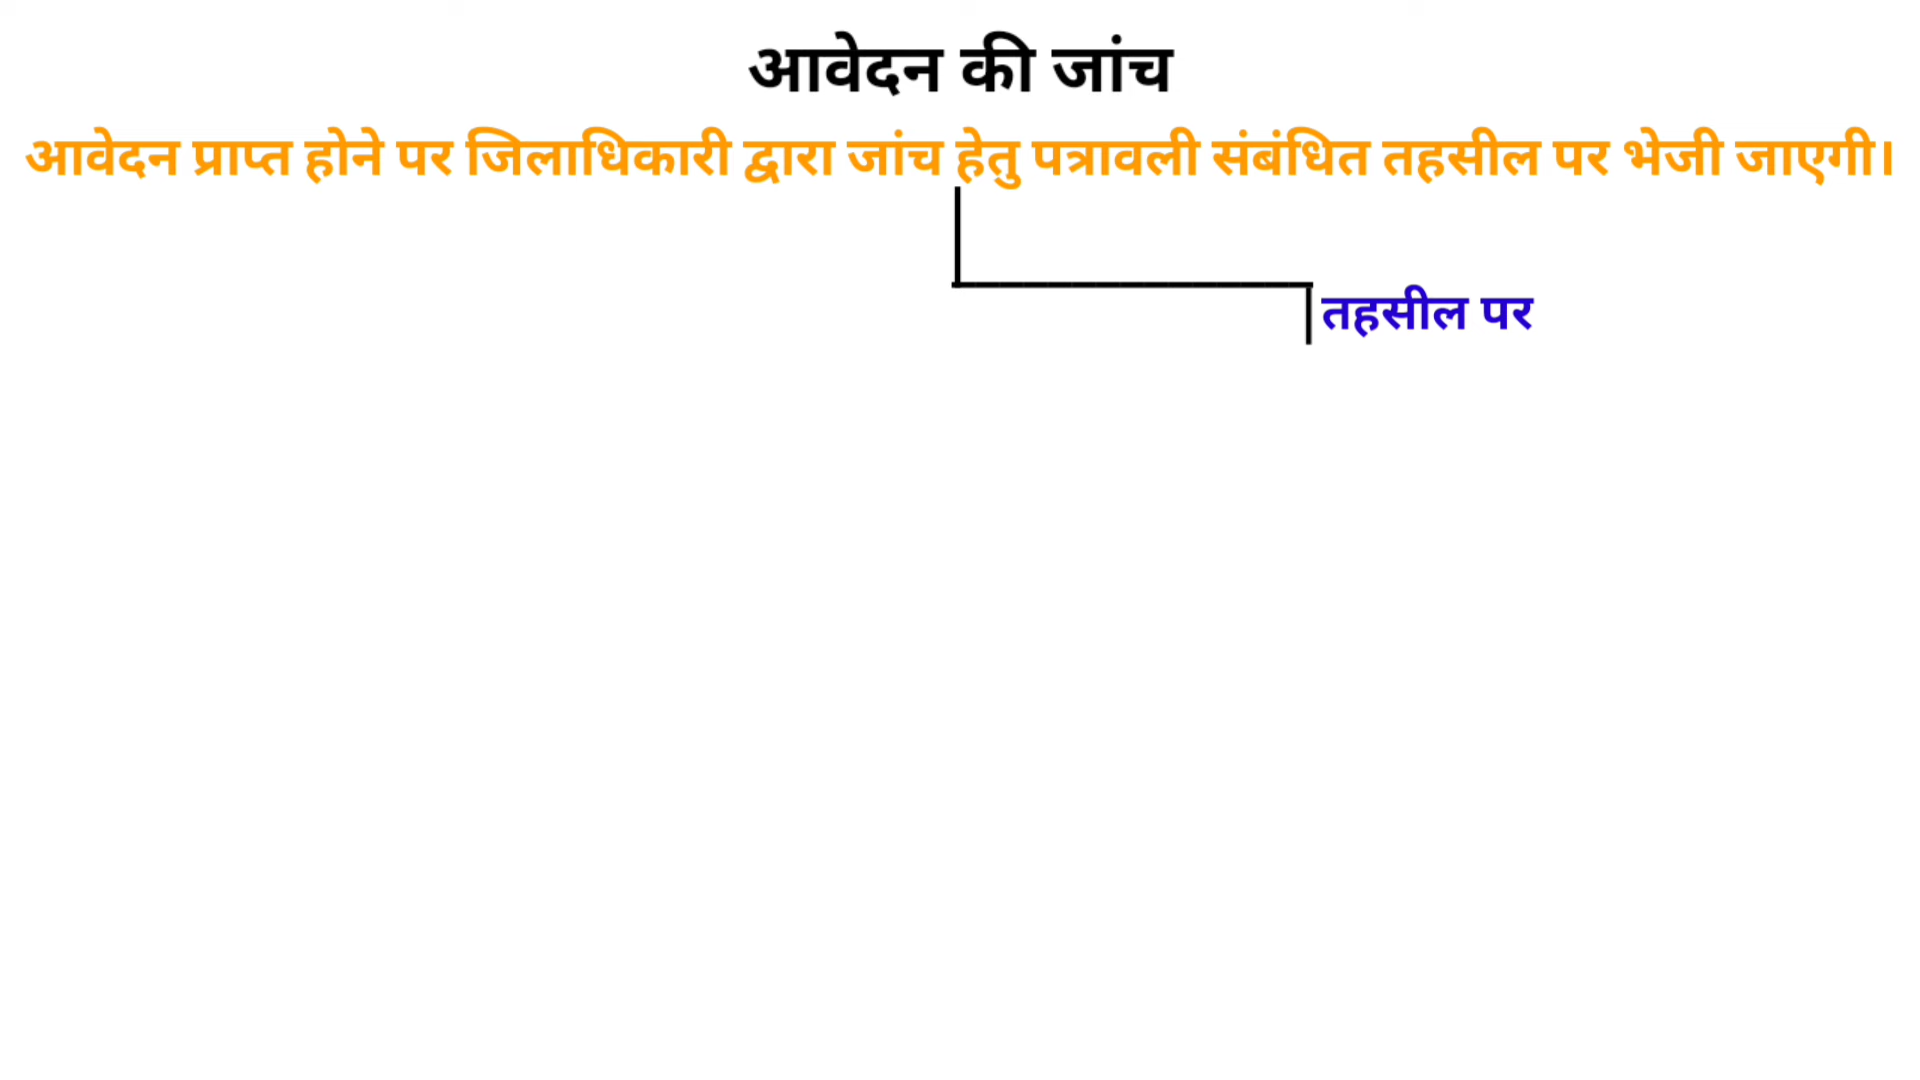 आवेदन की जांच
आवेदन प्राप्त होने पर जिलाधिकारी द्वारा जांच हेतु पत्रावली संबंधित तहसील पर भेजी जाएगी।
तहसील पर